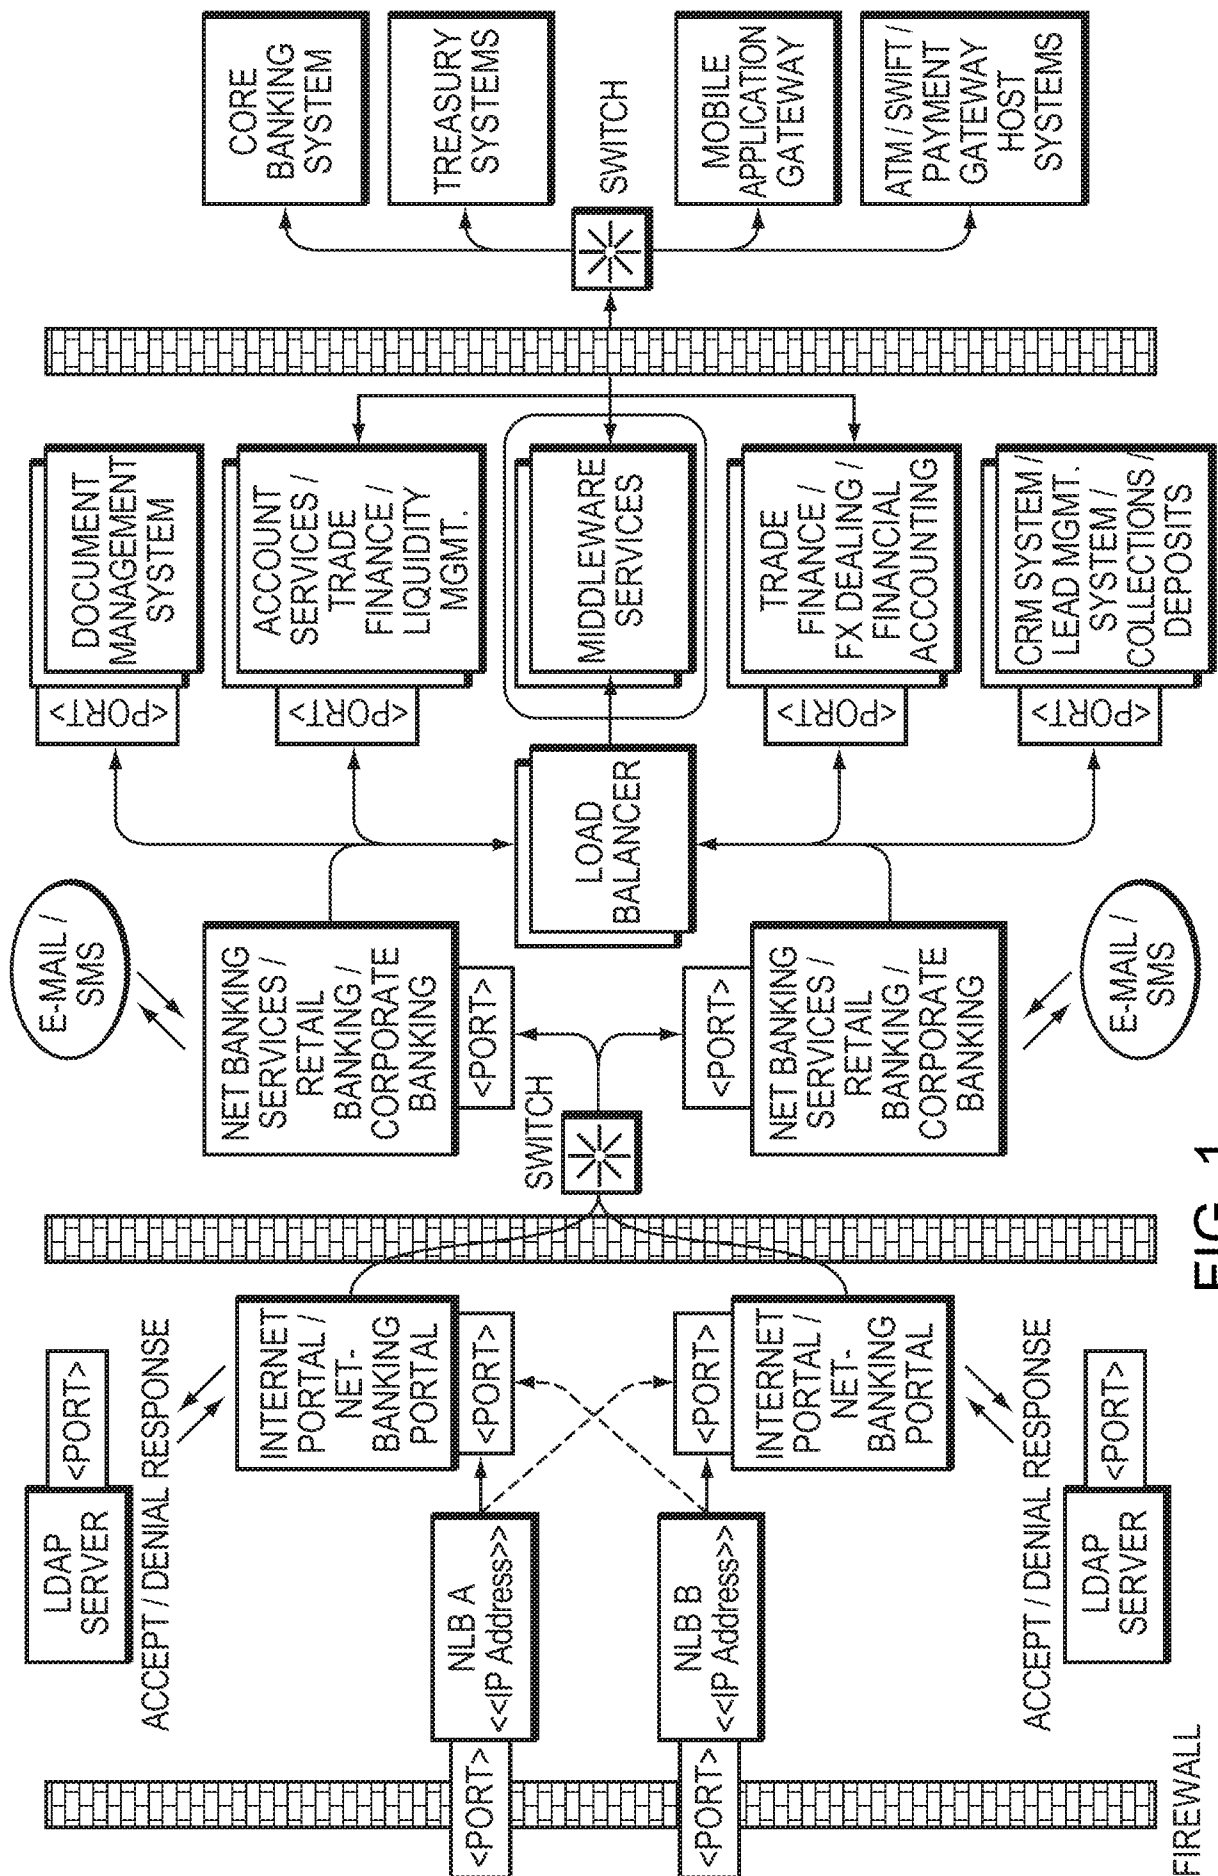 FIREWALL
<PORT>
<PORT>
NLB A
<<IP Address>>
NLB B
<<IP Address>>
LDAP
SERVER
<PORT>
ACCEPT / DENIAL RESPONSE
INTERNET
PORTAL /
NET-
BANKING
PORTAL
<PORT>
<PORT>
INTERNET
PORTAL /
NET-
BANKING
PORTAL
ACCEPT / DENIAL RESPONSE
LDAP
SERVER
<PORT>
SWITCH
E-MAIL /
SMS
NET BANKING
SERVICES /
RETAIL
BANKING /
CORPORATE
BANKING
<PORT>
<PORT>
NET BANKING
SERVICES /
RETAIL
BANKING /
CORPORATE
BANKING
E-MAIL /
SMS
LOAD
BALANCER
<PORT>
DOCUMENT
MANAGEMENT
SYSTEM
<PORT>
ACCOUNT
SERVICES /
TRADE
FINANCE /
LIQUIDITY
MGMT.
MIDDLEWARE
SERVICES
<PORT>
TRADE
FINANCE /
FX DEALING /
FINANCIAL
ACCOUNTING
<PORT>
CRM SYSTEM /
LEAD MGMT.
SYSTEM /
COLLECTIONS /
DEPOSITS
SWITCH
CORE
BANKING
SYSTEM
TREASURY
SYSTEMS
MOBILE
APPLICATION
GATEWAY
ATM / SWIFT /
PAYMENT
GATEWAY
HOST
SYSTEMS
FIG. 1